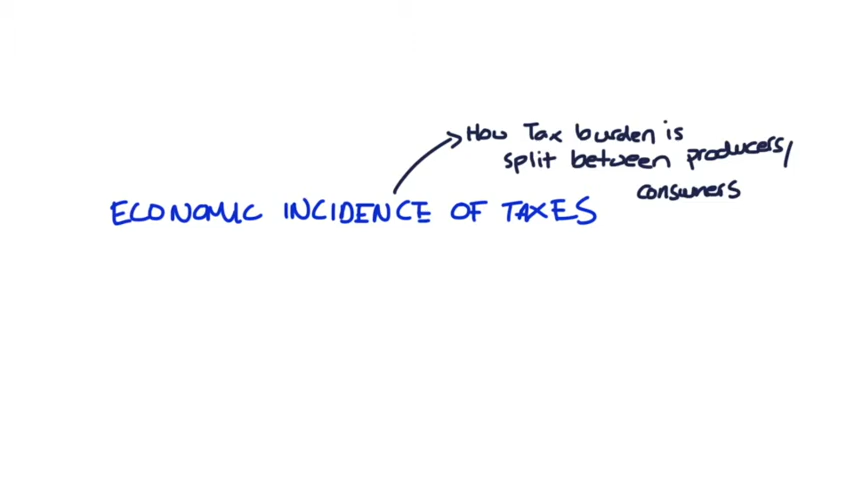 How Tax burden is
split between producers/
consumers
ECONOMIC INCIDENCE OF TAXES